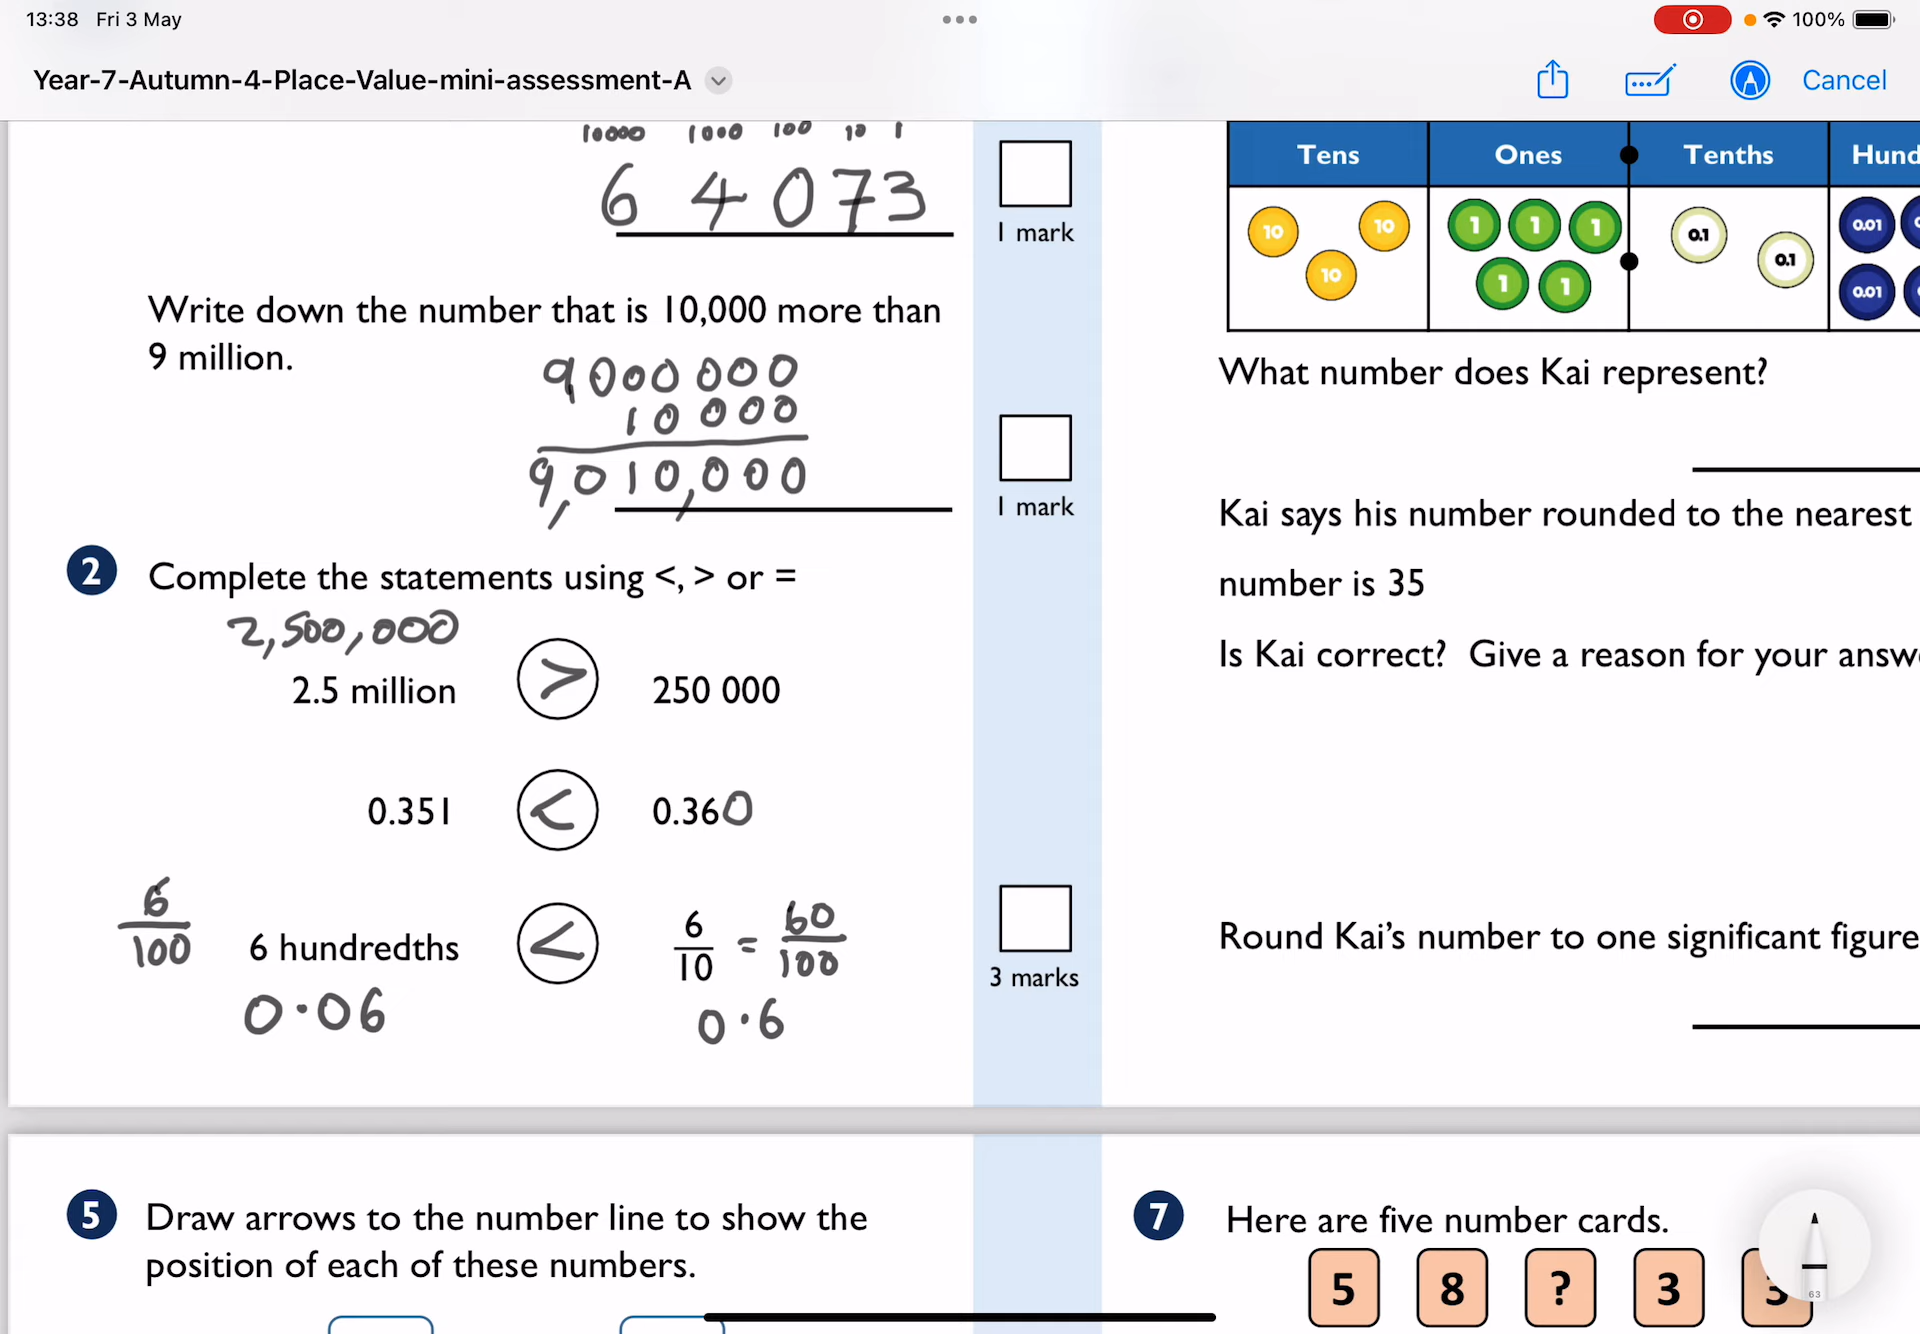 13:38 Fri 3 May
100%
Year-7-Autumn-4-Place-Value-mini-assessment-A
Cancel
10000 1000 100 10 1
6 4 0 7 3
1 mark
Write down the number that is 10,000 more than
9 million.
9000 000
10 000
9,010,000
1 mark
2 Complete the statements using <, > or =
2,500,000
2.5 million > 250 000
0.351 < 0.360
6/100 6 hundredths < 6/10 = 60/100
0.06 0.6
3 marks
Tens Ones Tenths Hund
10 10 1 1 1 0.1 0.01
10 1 1 0.1 0.01
What number does Kai represent?
Kai says his number rounded to the nearest
number is 35
Is Kai correct? Give a reason for your answ
Round Kai's number to one significant figure
5 Draw arrows to the number line to show the
position of each of these numbers.
7 Here are five number cards.
5 8 ? 3
63